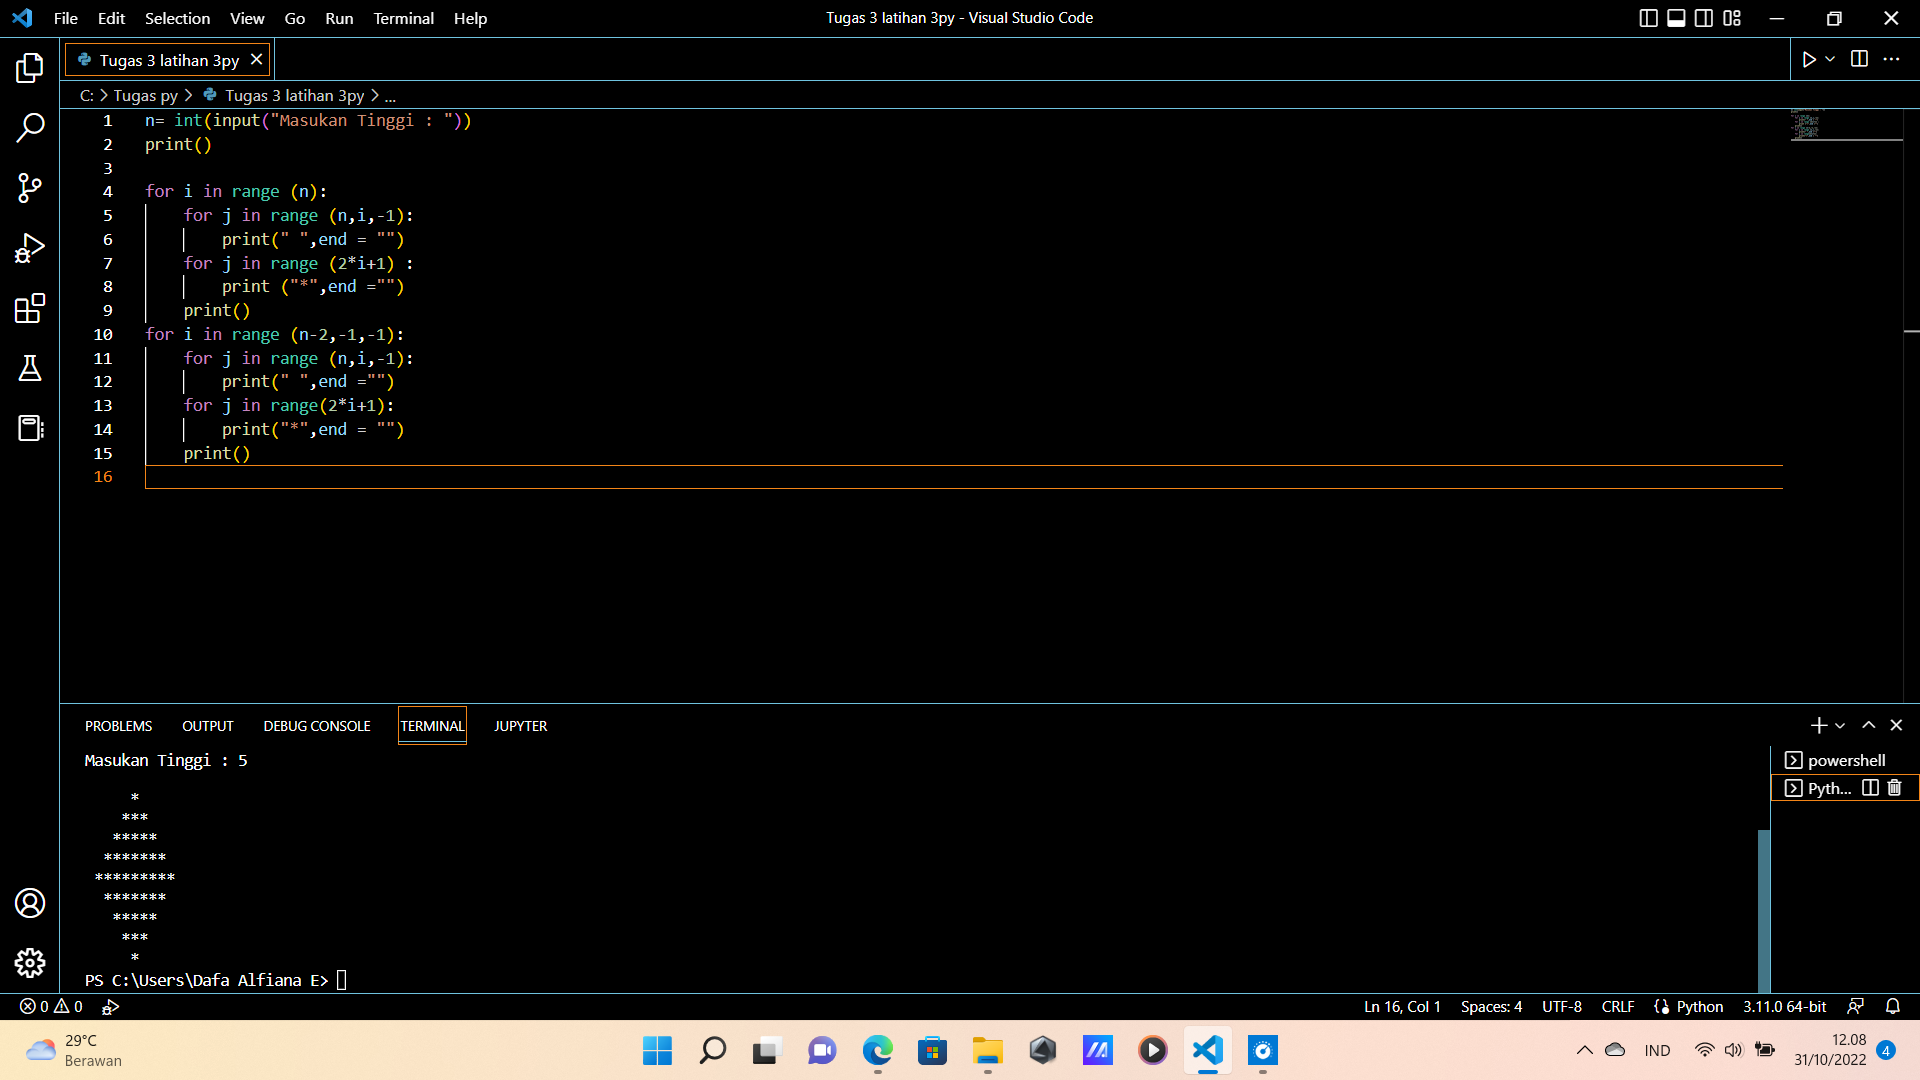 File Edit Selection View Go Run Terminal Help
Tugas 3 latihan 3py - Visual Studio Code
Tugas 3 latihan 3py
C: > Tugas py > Tugas 3 latihan 3py > ...
1 n= int(input("Masukan Tinggi : "))
2 print()
3
4 for i in range (n):
5     for j in range (n,i,-1):
6         print(" ",end = "")
7     for j in range (2*i+1) :
8         print ("*",end ="")
9     print()
10 for i in range (n-2,-1,-1):
11     for j in range (n,i,-1):
12         print(" ",end ="")
13     for j in range(2*i+1):
14         print("*",end = "")
15     print()
16
PROBLEMS OUTPUT DEBUG CONSOLE TERMINAL JUPYTER
Masukan Tinggi : 5
     *
    ***
   *****
  *******
 *********
  *******
   *****
    ***
     *
PS C:\Users\Dafa Alfiana E>
powershell
Pyth...
0 0
Ln 16, Col 1 Spaces: 4 UTF-8 CRLF Python 3.11.0 64-bit
29°C
Berawan
IND
12.08
31/10/2022
4